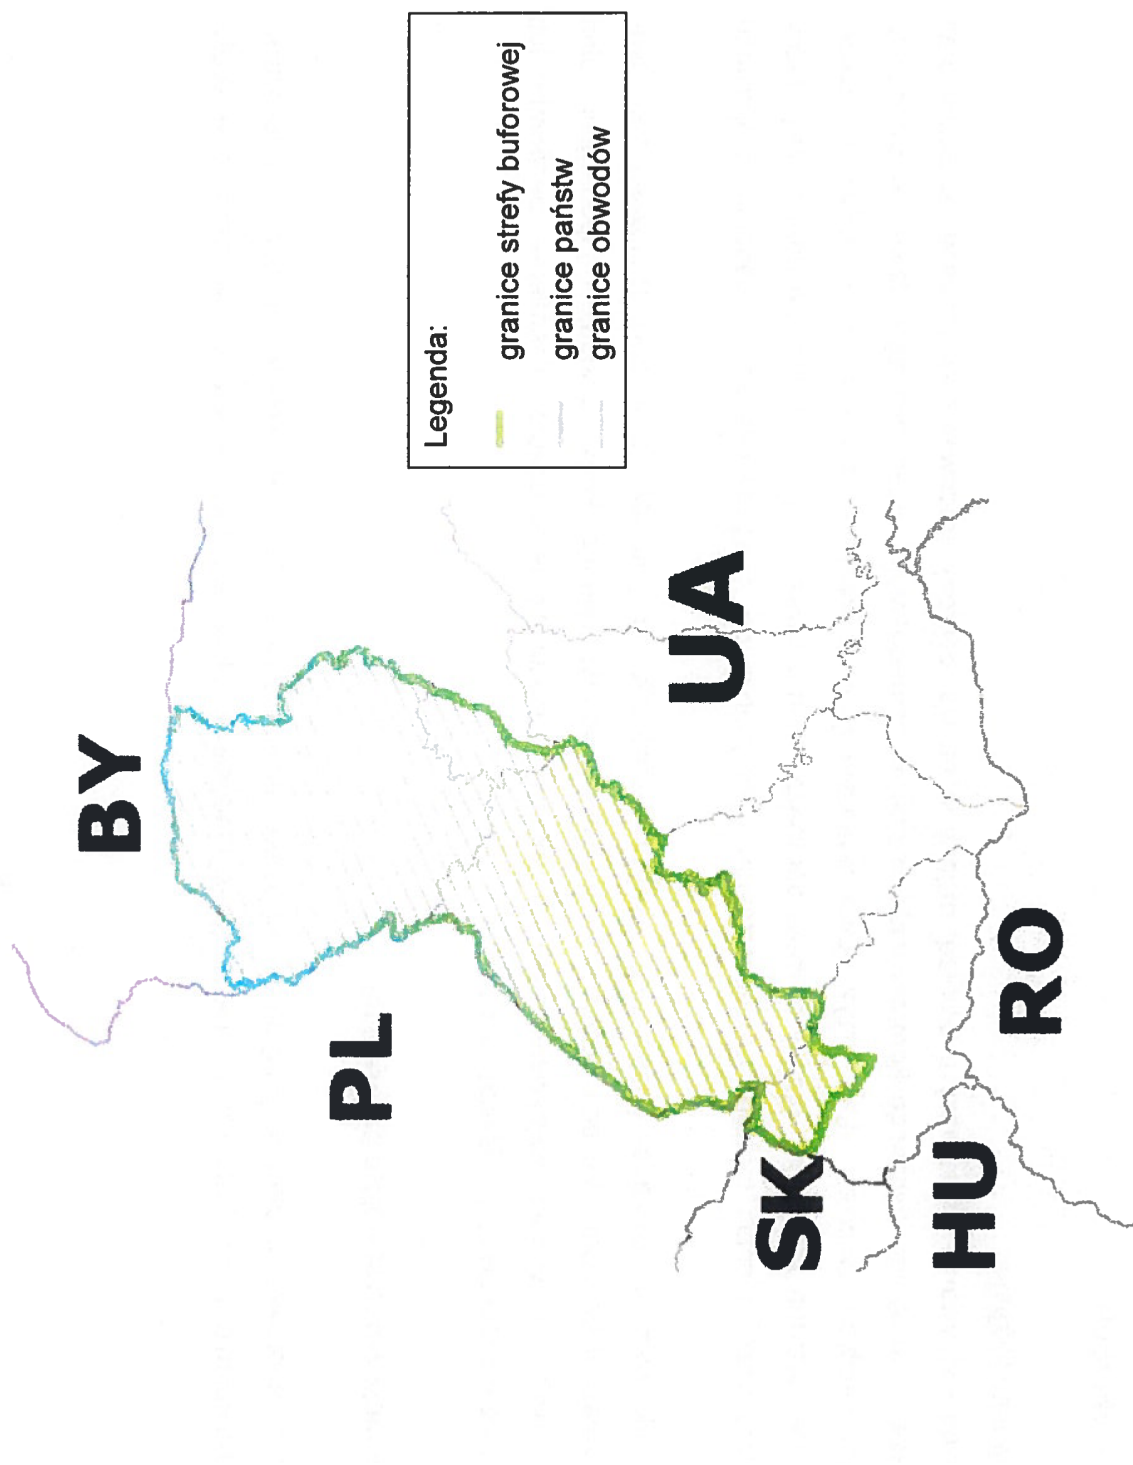 Legenda:
granice strefy buforowej
granice państw
granice obwodów
BY
PL
UA
SK
RO
HU